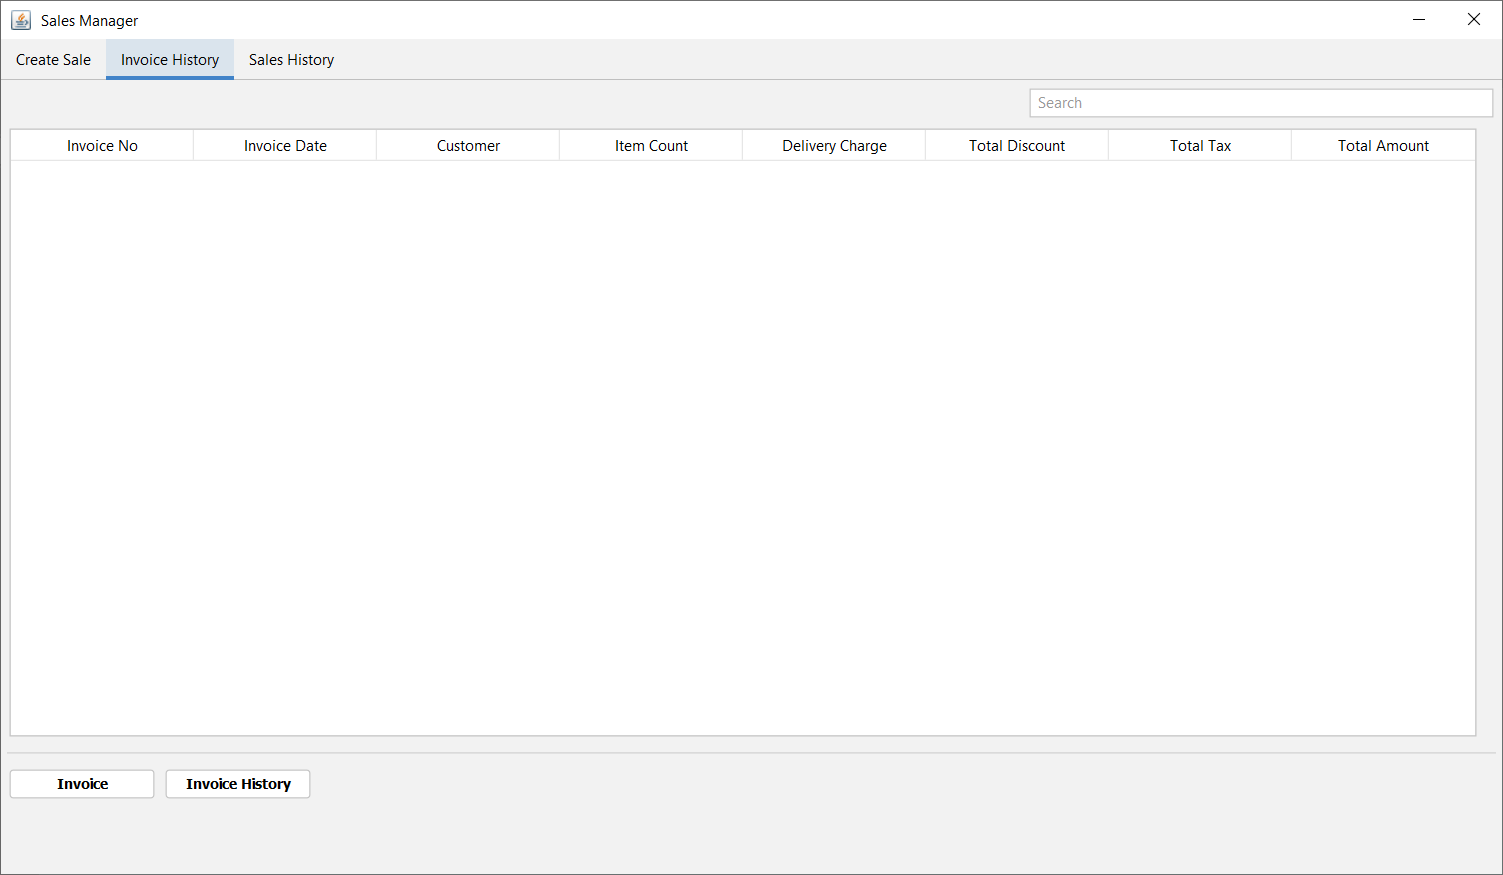 Sales Manager
Create Sale Invoice History Sales History
Search
Invoice No Invoice Date Customer Item Count Delivery Charge Total Discount Total Tax Total Amount
Invoice Invoice History